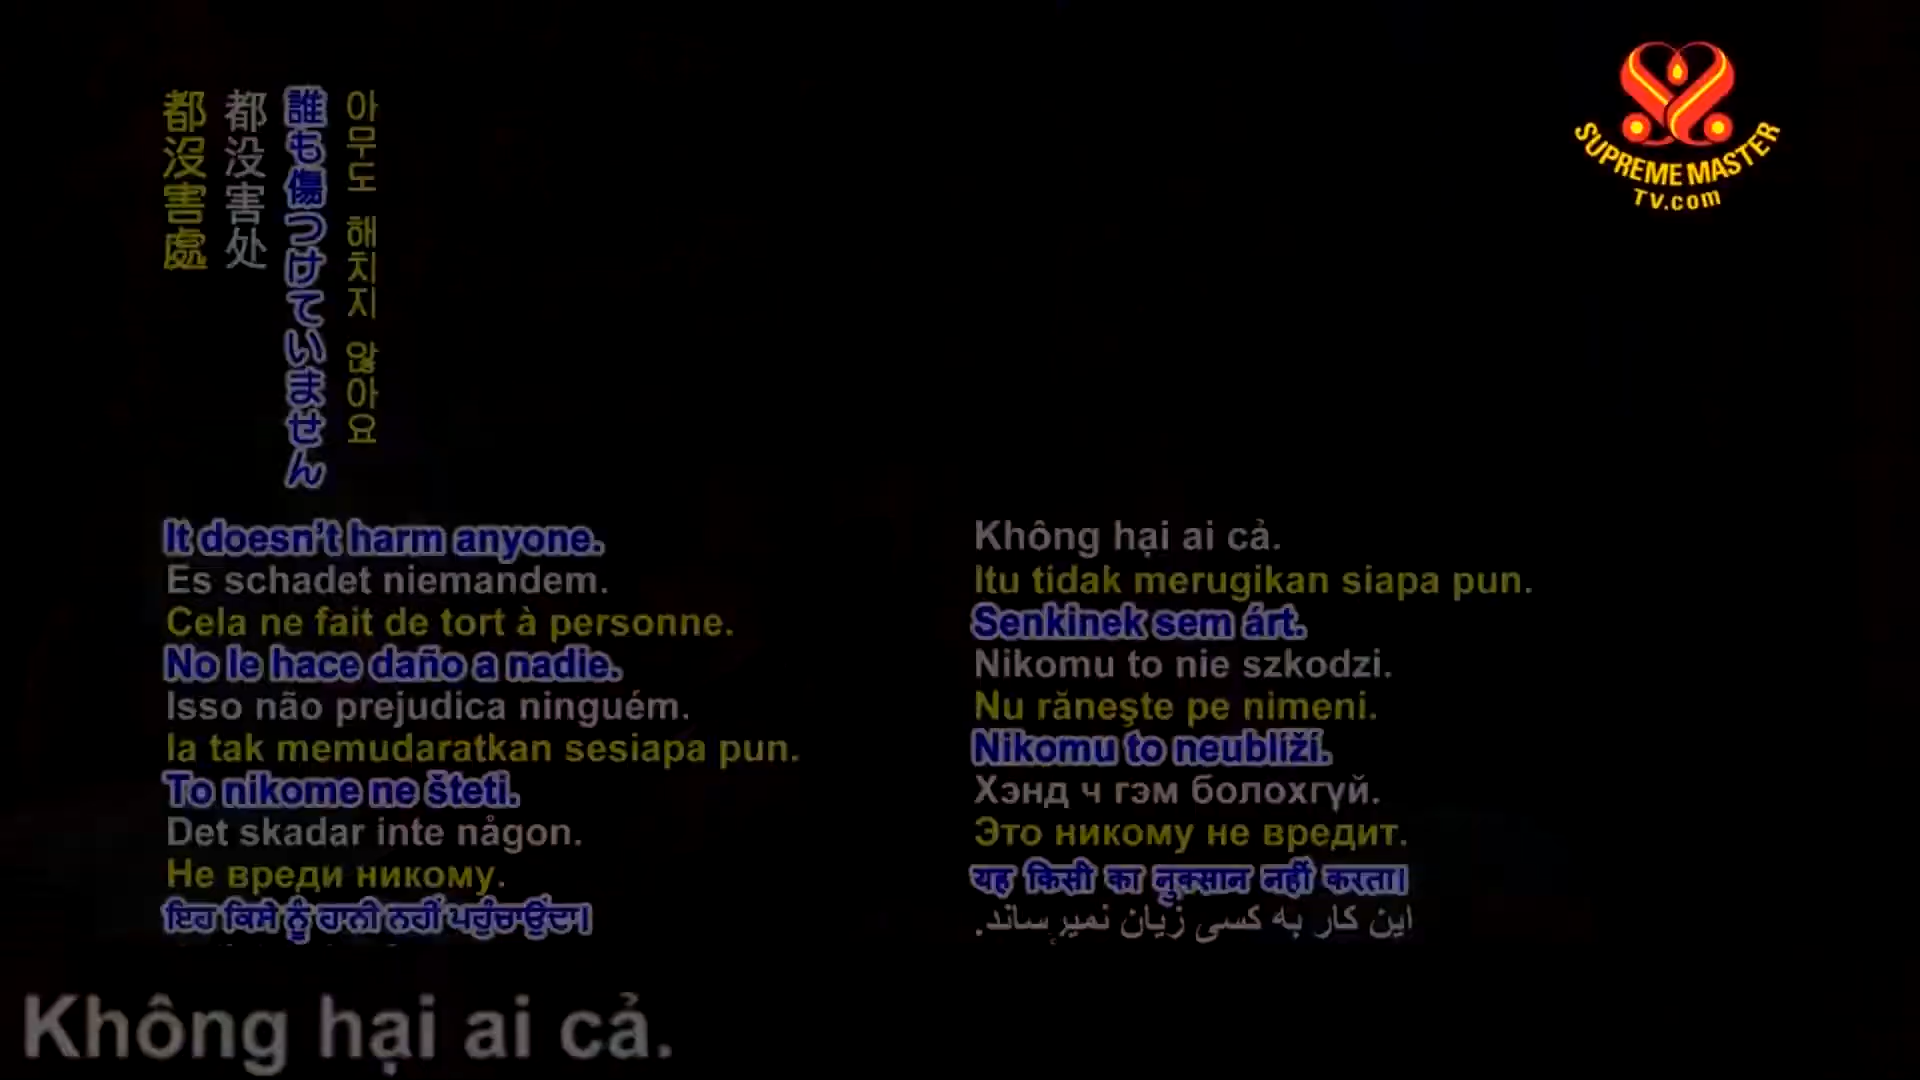 都沒害處
都没害处
誰も傷つけていません
아무도 해치지 않아요
SUPREME MASTER
TV.com
It doesn't harm anyone.
Es schadet niemandem.
Cela ne fait de tort à personne.
No le hace daño a nadie.
Isso não prejudica ninguém.
Ia tak memudaratkan sesiapa pun.
To nikome ne šteti.
Det skadar inte någon.
Не вреди никому.
ਇਹ ਕਿਸੇ ਨੂੰ ਹਾਨੀ ਨਹੀਂ ਪਹੁੰਚਾਉਂਦਾ।
Không hại ai cả.
Itu tidak merugikan siapa pun.
Senkinek sem árt.
Nikomu to nie szkodzi.
Nu răneşte pe nimeni.
Nikomu to neublíží.
Хэнд ч гэм болохгүй.
Это никому не вредит.
यह किसी का नुक्सान नहीं करता।
این کار به کسی زیان نمیرساند.
Không hại ai cả.